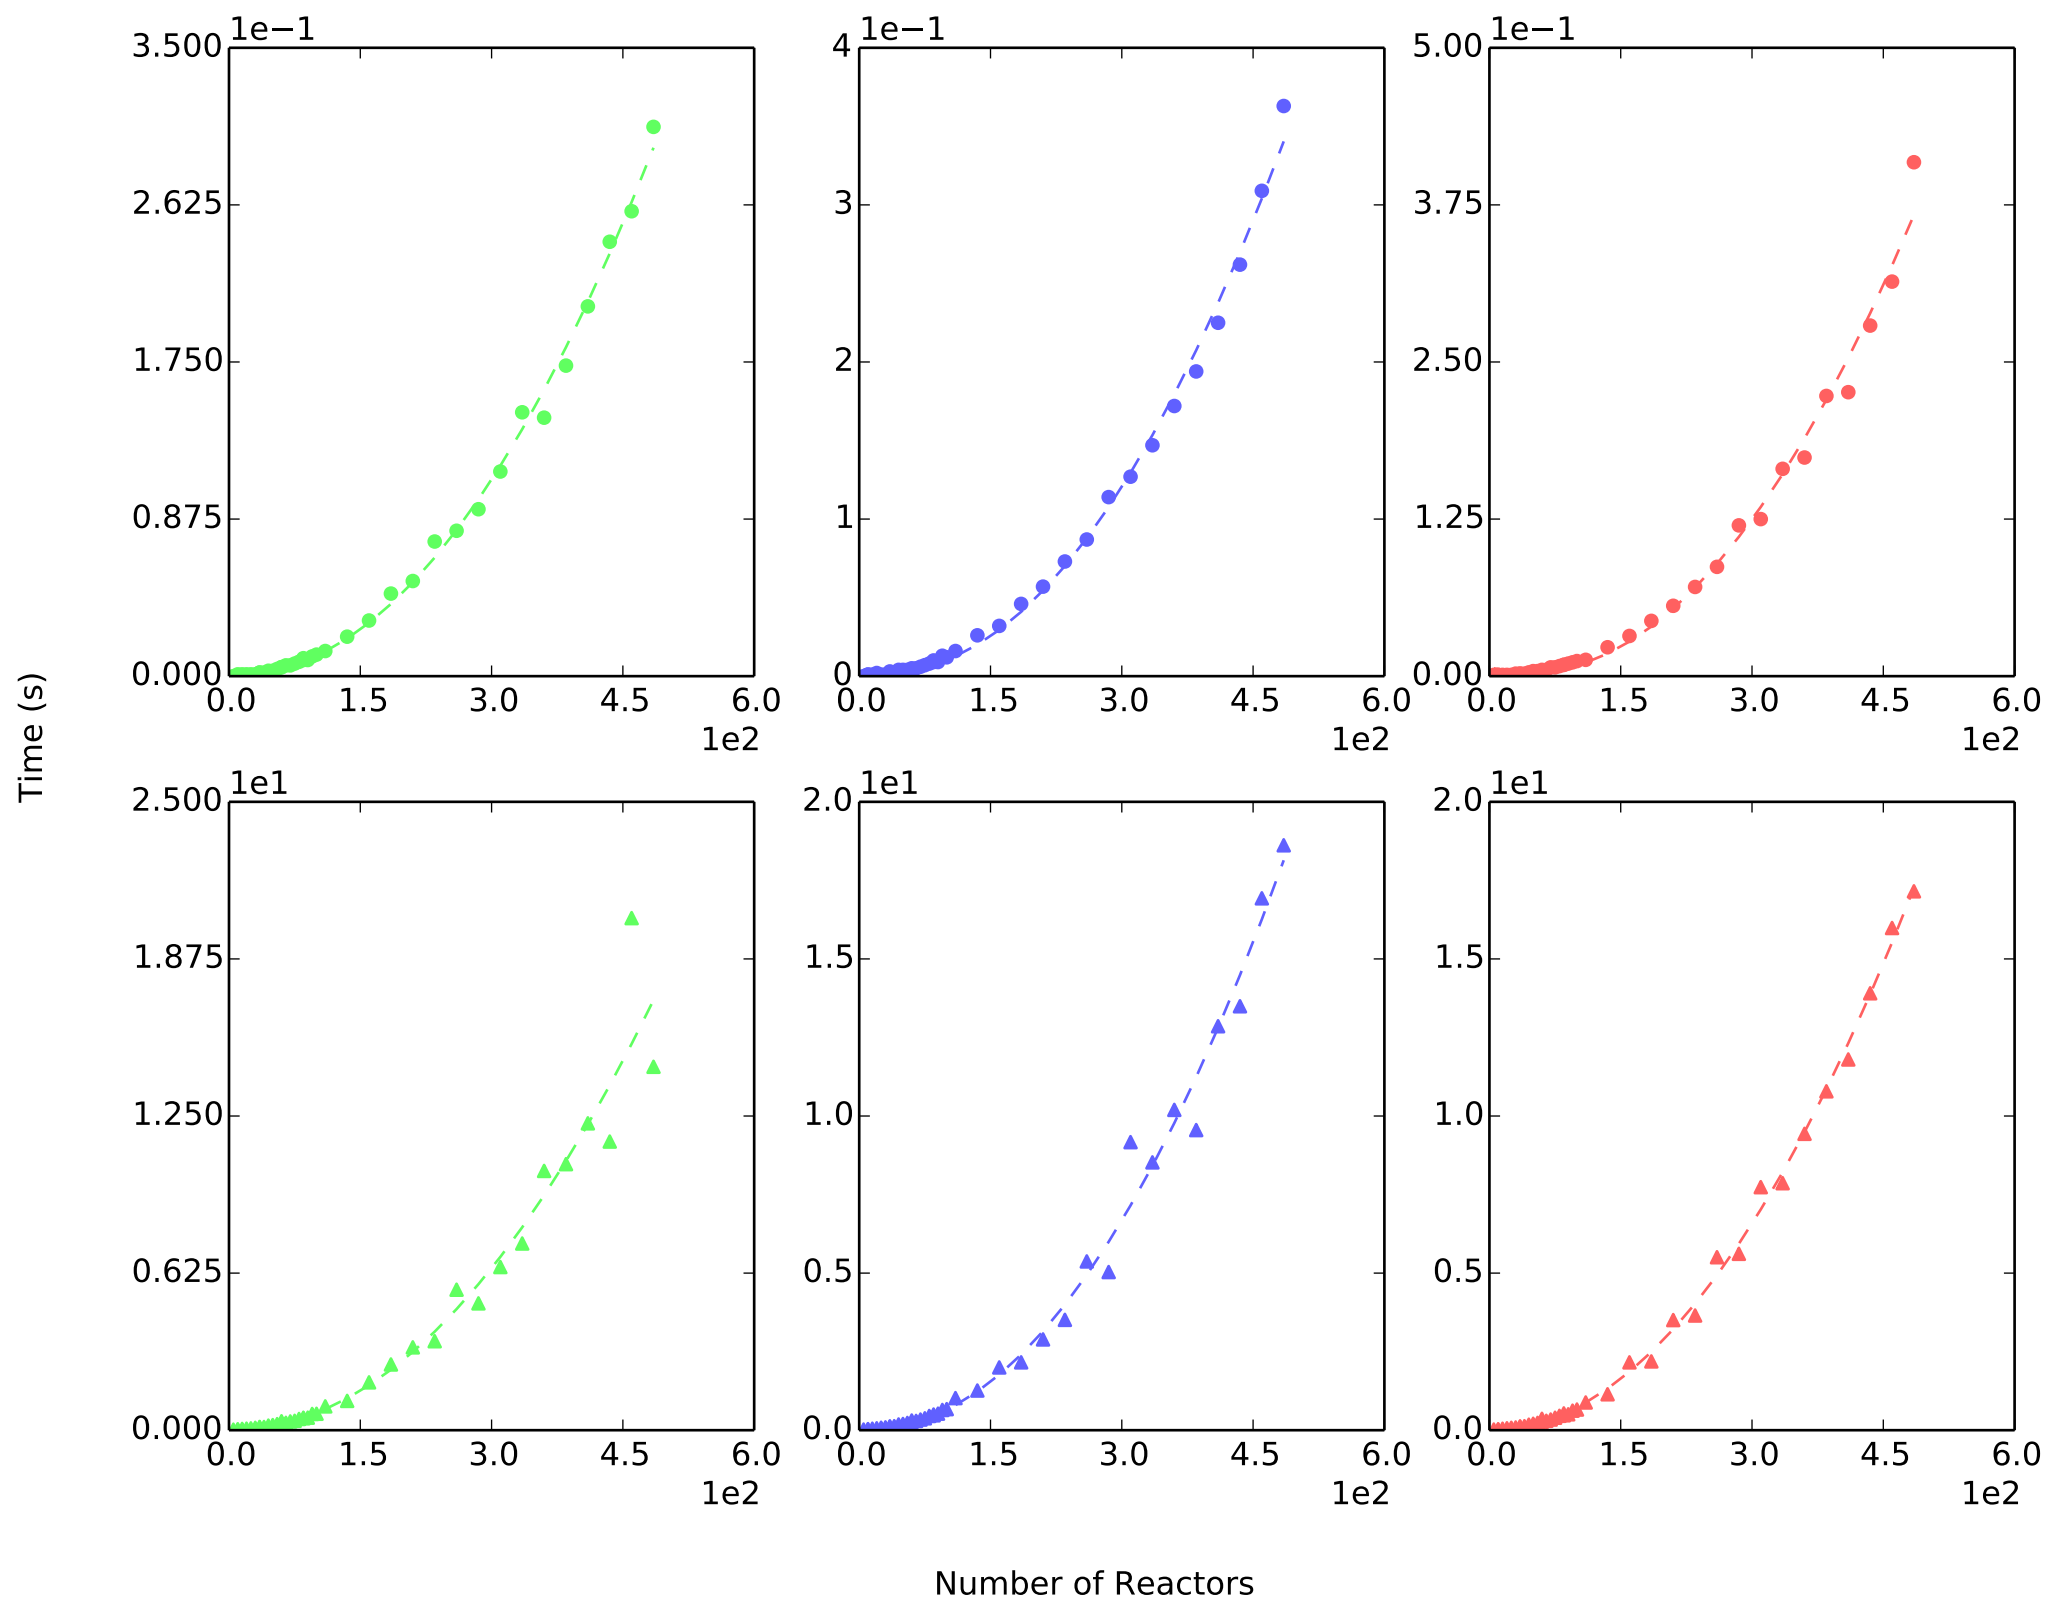 1e−1 1e−1 1e−1
3.500 4 5.00
2.625 3 3.75
1.750 2 2.50
0.875 1 1.25
0.000 0 0.00
0.0 1.5 3.0 4.5 6.0 0.0 1.5 3.0 4.5 6.0 0.0 1.5 3.0 4.5 6.0
1e2 1e2 1e2
Time (s)
1e1 1e1 1e1
2.500 2.0 2.0
1.875 1.5 1.5
1.250 1.0 1.0
0.625 0.5 0.5
0.000 0.0 0.0
0.0 1.5 3.0 4.5 6.0 0.0 1.5 3.0 4.5 6.0 0.0 1.5 3.0 4.5 6.0
1e2 1e2 1e2
Number of Reactors